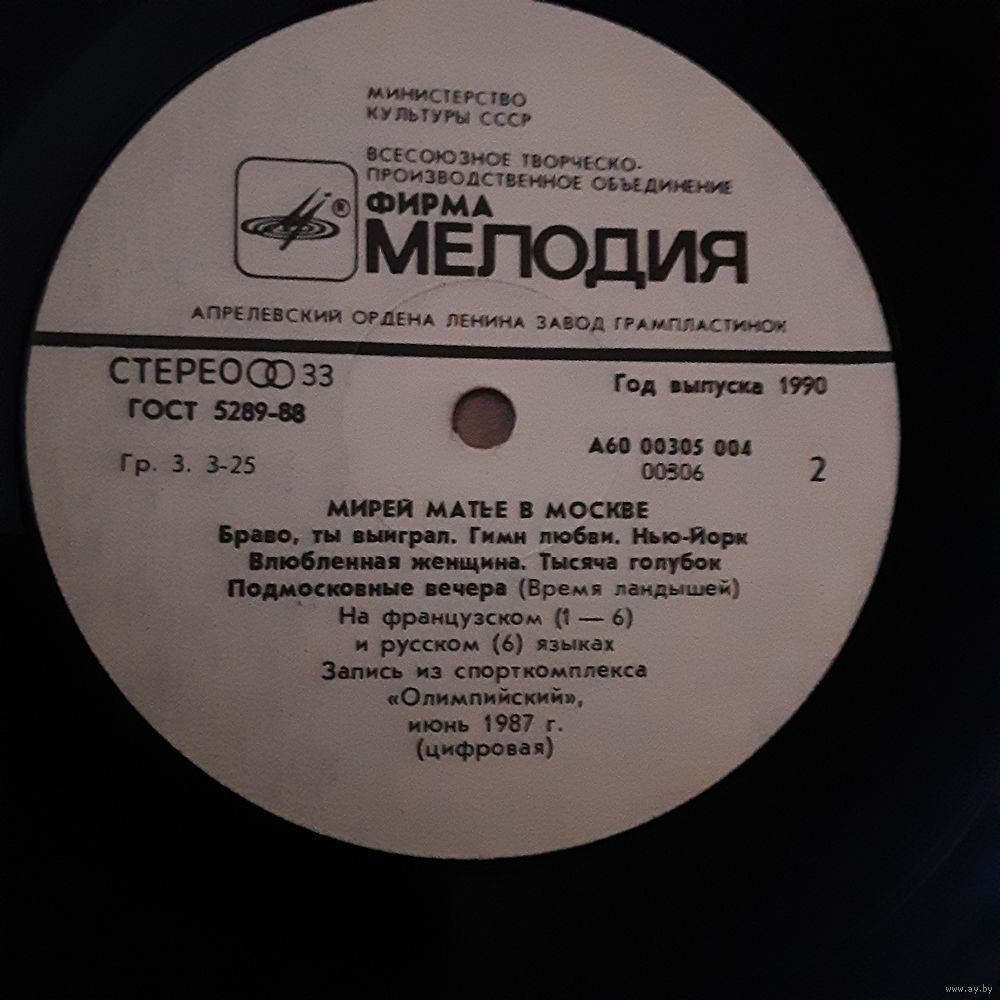 МИНИСТЕРСТВО
КУЛЬТУРЫ СССР
ВСЕСОЮЗНОЕ ТВОРЧЕСКО-
ПРОИЗВОДСТВЕННОЕ ОБЪЕДИНЕНИЕ
®
ФИРМА
МЕЛОДИЯ
АПРЕЛЕВСКИЙ ОРДЕНА ЛЕНИНА ЗАВОД ГРАМПЛАСТИНОК
СТЕРЕО 33
Год выпуска 1990
ГОСТ 5289-88
А60 00305 004
Гр. 3. 3-25
00306
2
МИРЕЙ МАТЬЕ В МОСКВЕ
Браво, ты выиграл. Гимн любви. Нью-Йорк
Влюбленная женщина. Тысяча голубок
Подмосковные вечера (Время ландышей)
На французском (1 — 6)
и русском (6) языках
Запись из спорткомплекса
«Олимпийский»,
июнь 1987 г.
(цифровая)
www.ay.by